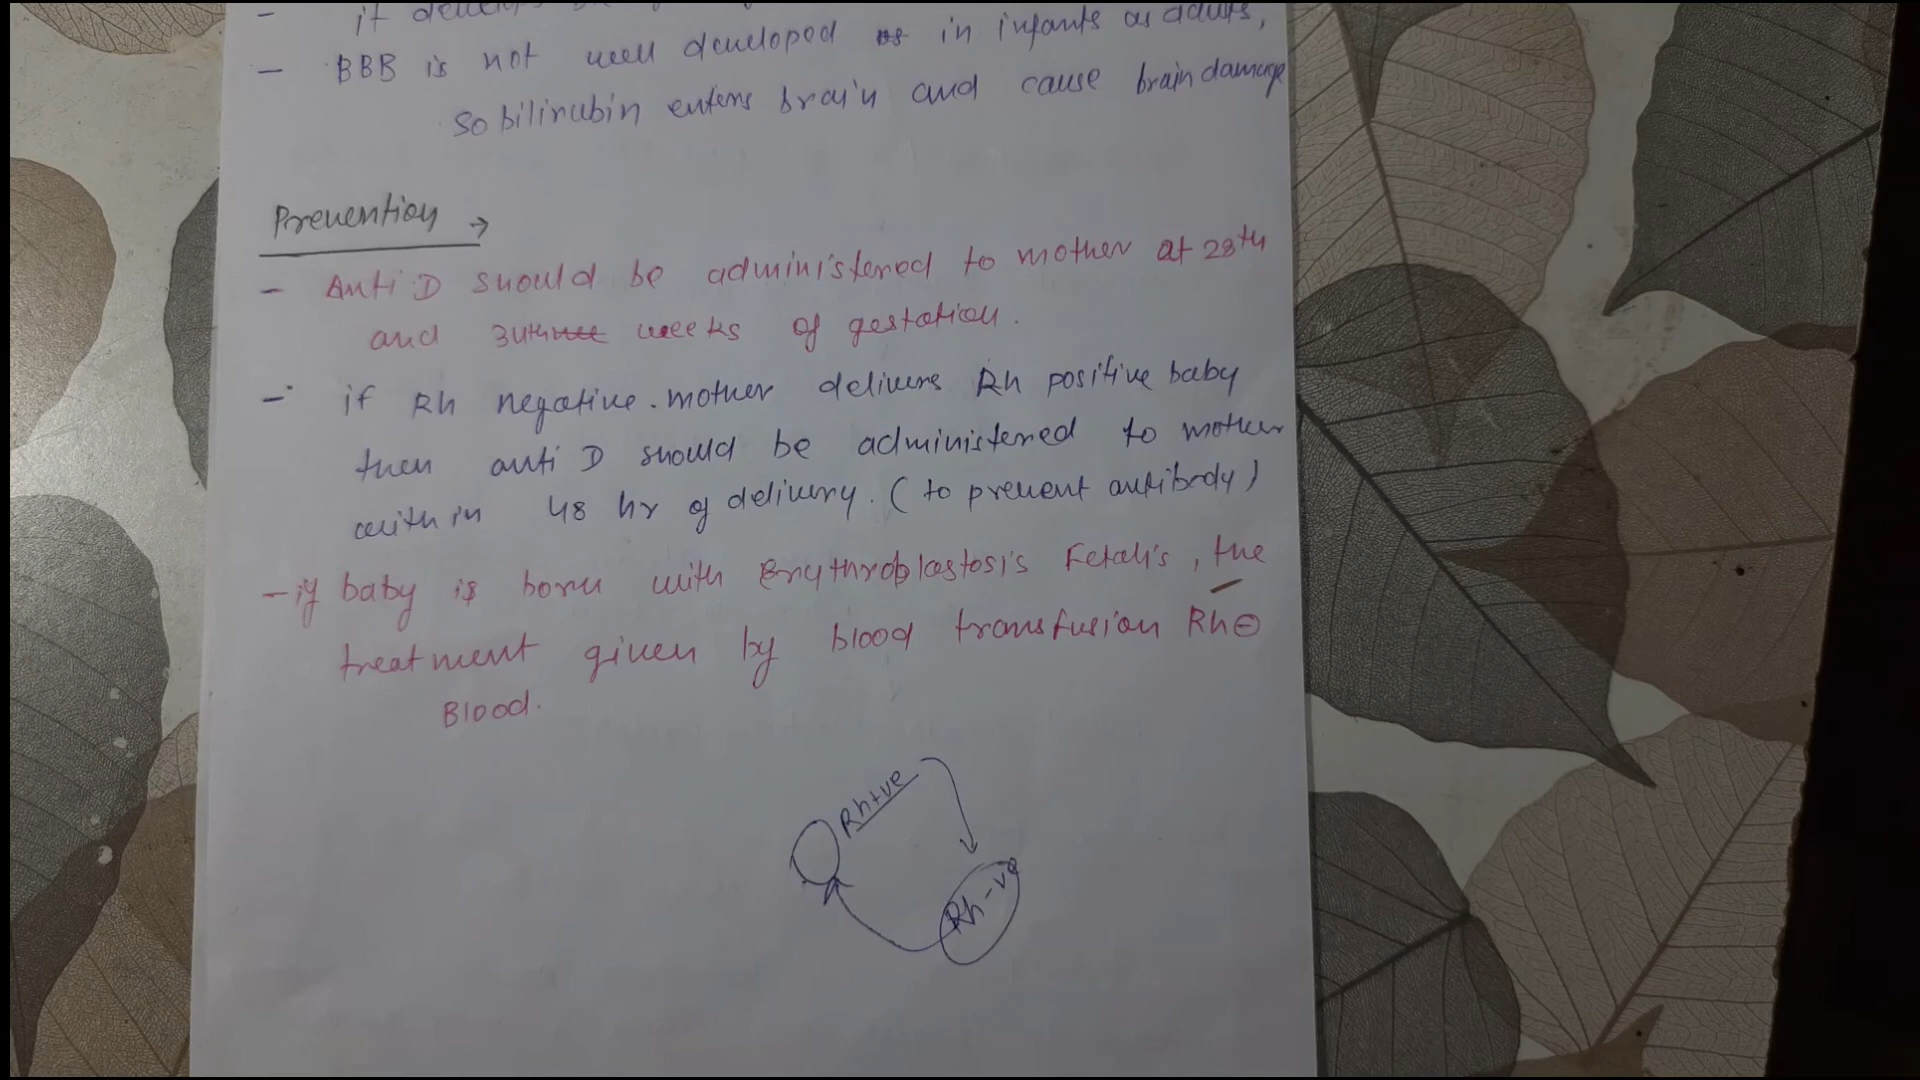 - if develops
- BBB is not well developed as in infants as adults,
so bilirubin enters brain and cause brain damage
Prevention →
- Anti D should be administered to mother at 28th
and 34th weeks of gestation.
- if Rh negative mother delivers Rh positive baby
then anti D should be administered to mother
within 48 hr of delivery. (to prevent antibody)
- if baby is born with Erythroblastosis Fetalis, the
treatment given by blood transfusion Rh⊖
Blood.
Rh+ve
Rh-ve